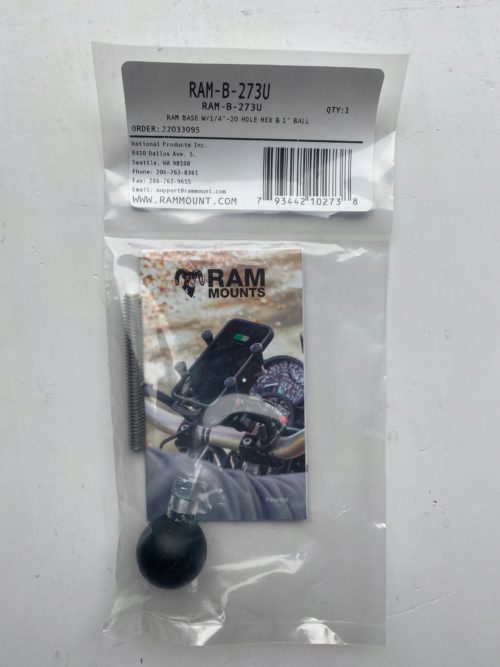 RAM-B-273U
RAM-B-273U
QTY:1
RAM BASE W/1/4"-20 HOLE HEX & 1" BALL
ORDER:22033095
National Products Inc.
8410 Dallas Ave. S.
Seattle, WA 98108
Phone: 206-763-8361
Fax: 206-763-9615
Email: support@rammount.com
WWW.RAMMOUNT.COM
7 93442 10273 8
RAM
MOUNTS
Patented